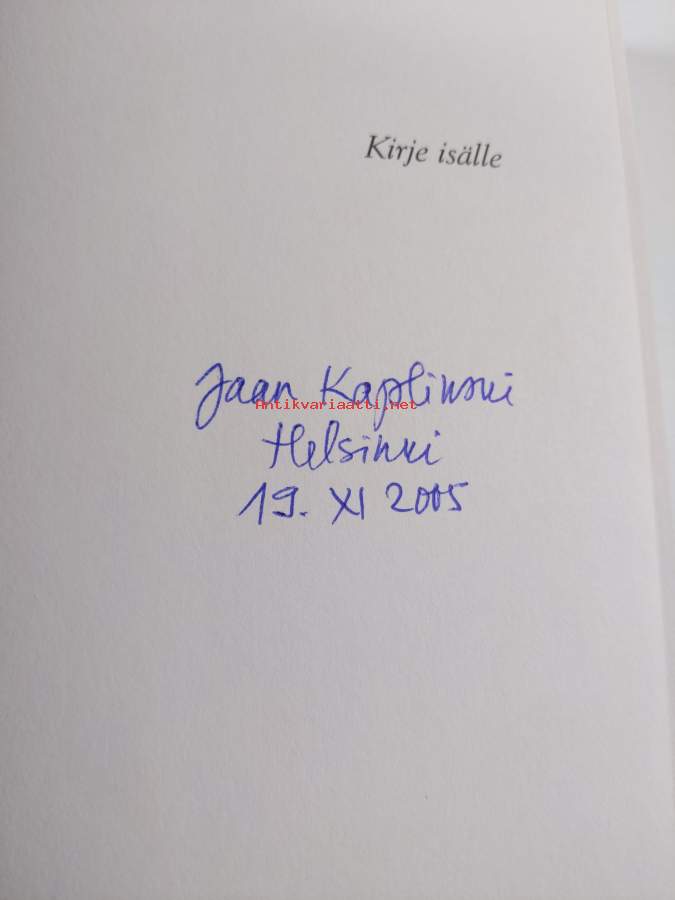 Kirje isälle
Jaan Kaplinski
Antikvariaatti.net
Helsinki
19. XI 2005